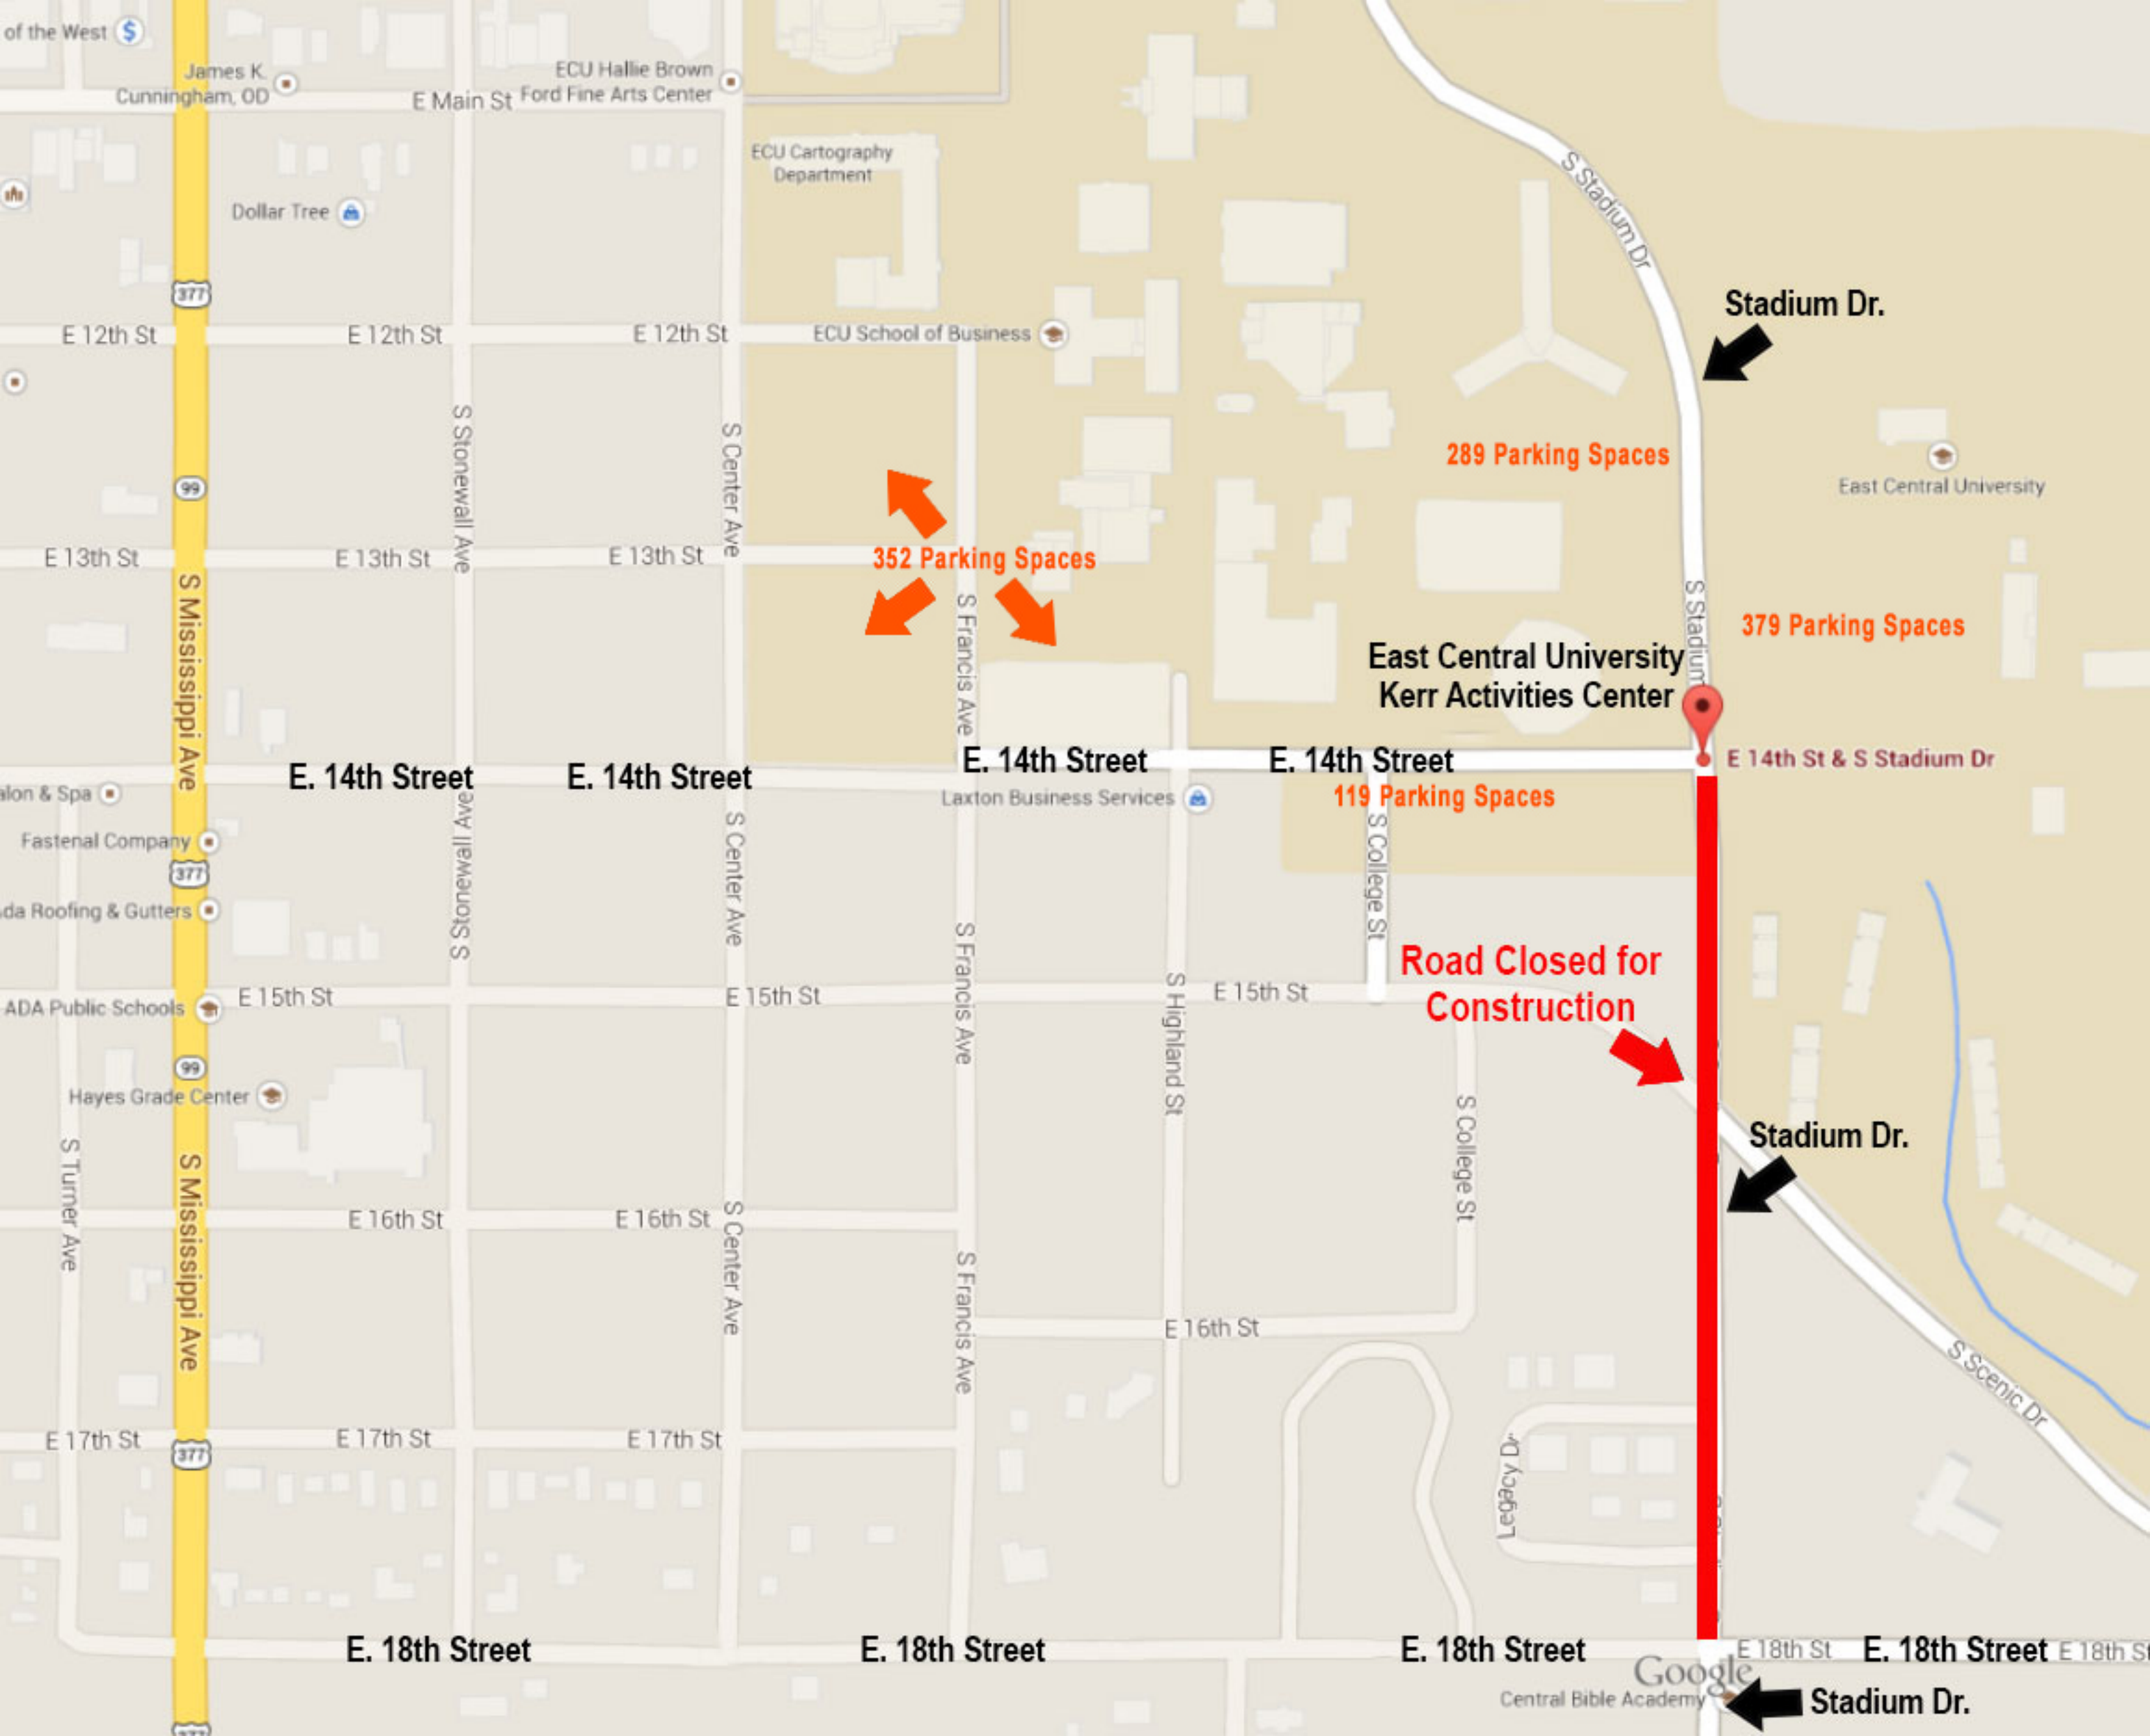 of the West
James K.
Cunningham, OD
E Main St
ECU Hallie Brown
Ford Fine Arts Center
ECU Cartography
Department
S Stadium Dr
Dollar Tree
377
Stadium Dr.
E 12th St
E 12th St
E 12th St
ECU School of Business
S Stonewall Ave
S Center Ave
289 Parking Spaces
East Central University
99
E 13th St
E 13th St
E 13th St
352 Parking Spaces
S Mississippi Ave
S Francis Ave
S Stadium
379 Parking Spaces
East Central University
Kerr Activities Center
E. 14th Street
E. 14th Street
E. 14th Street
E. 14th Street
E 14th St & S Stadium Dr
alon & Spa
Laxton Business Services
119 Parking Spaces
Fastenal Company
377
S Stonewall Ave
S Center Ave
S College St
da Roofing & Gutters
Road Closed for
Construction
ADA Public Schools
E 15th St
E 15th St
S Francis Ave
S Highland St
E 15th St
99
Hayes Grade Center
S College St
Stadium Dr.
S Turner Ave
S Mississippi Ave
E 16th St
E 16th St
S Center Ave
S Francis Ave
E 16th St
S Scenic Dr
E 17th St
377
E 17th St
E 17th St
Legacy Dr
E. 18th Street
E. 18th Street
E. 18th Street
E 18th St
E. 18th Street
E 18th S
Google
Central Bible Academy
Stadium Dr.
377